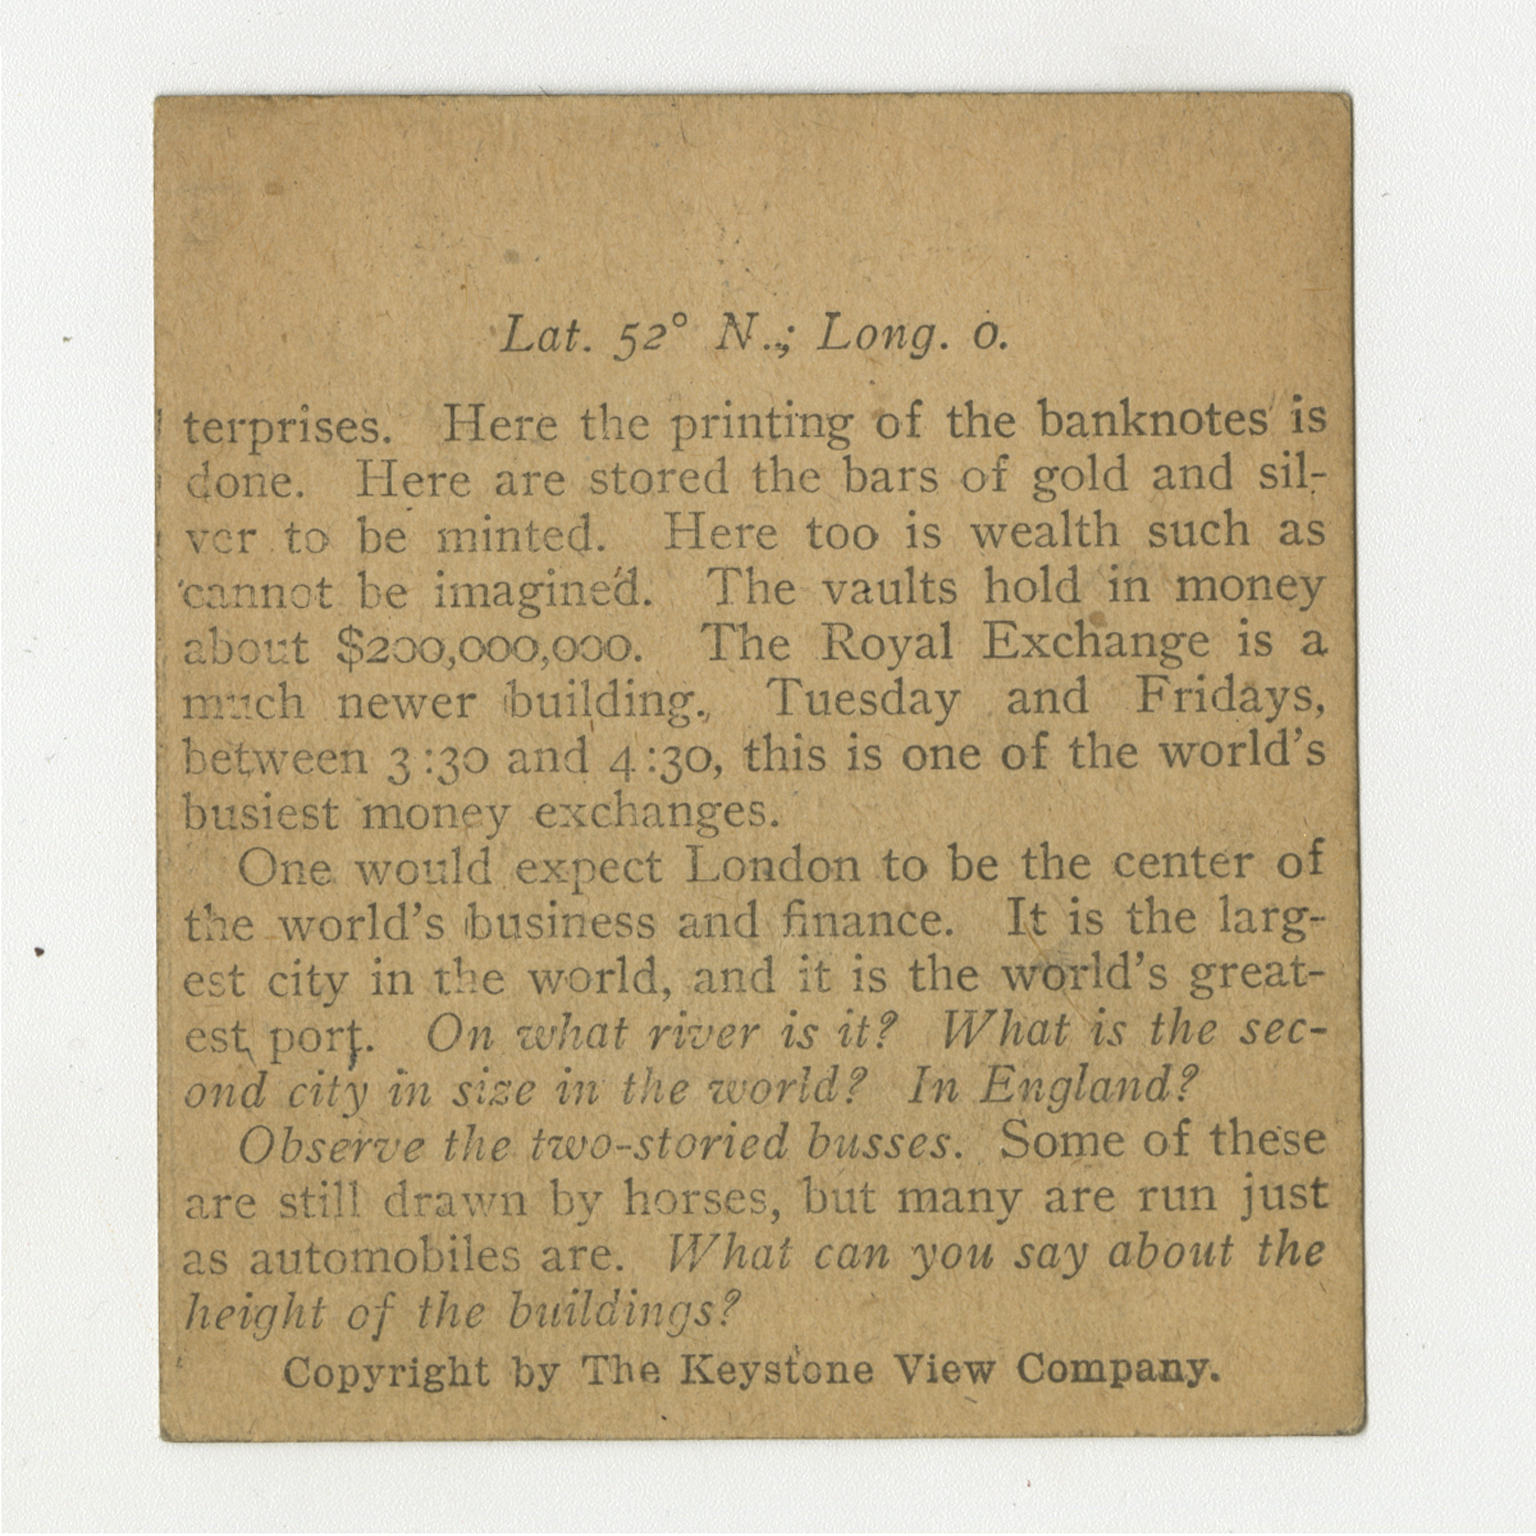 Lat. 52° N.; Long. 0.
terprises. Here the printing of the banknotes is
done. Here are stored the bars of gold and sil-
ver to be minted. Here too is wealth such as
cannot be imagined. The vaults hold in money
about $200,000,000. The Royal Exchange is a
much newer building. Tuesday and Fridays,
between 3:30 and 4:30, this is one of the world's
busiest money exchanges.
One would expect London to be the center of
the world's business and finance. It is the larg-
est city in the world, and it is the world's great-
est port. On what river is it? What is the sec-
ond city in size in the world? In England?
Observe the two-storied busses. Some of these
are still drawn by horses, but many are run just
as automobiles are. What can you say about the
height of the buildings?
Copyright by The Keystone View Company.